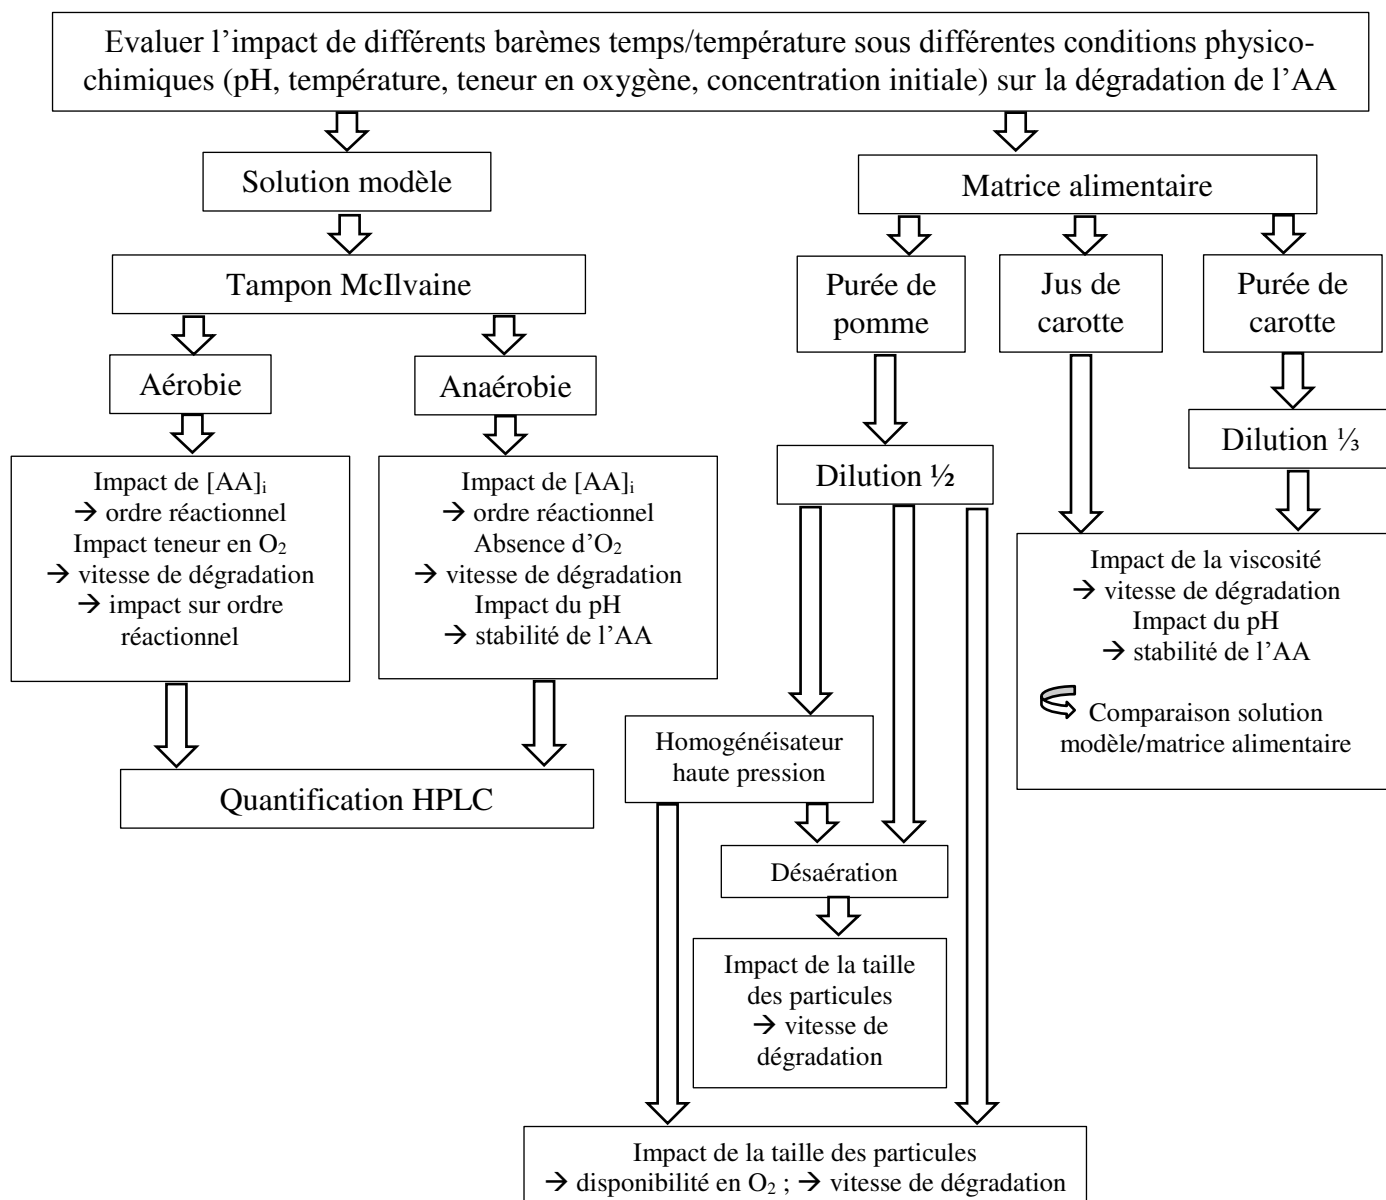 Evaluer l’impact de différents barèmes temps/température sous différentes conditions physico-
chimiques (pH, température, teneur en oxygène, concentration initiale) sur la dégradation de l’AA
Solution modèle
Matrice alimentaire
Tampon McIlvaine
Purée de
pomme
Jus de
carotte
Purée de
carotte
Aérobie
Anaérobie
Dilution ⅓
Dilution ½
Impact de [AA]ᵢ
→ ordre réactionnel
Impact teneur en O₂
→ vitesse de dégradation
→ impact sur ordre
réactionnel
Impact de [AA]ᵢ
→ ordre réactionnel
Absence d’O₂
→ vitesse de dégradation
Impact du pH
→ stabilité de l’AA
Impact de la viscosité
→ vitesse de dégradation
Impact du pH
→ stabilité de l’AA
Comparaison solution
modèle/matrice alimentaire
Homogénéisateur
haute pression
Quantification HPLC
Désaération
Impact de la taille
des particules
→ vitesse de
dégradation
Impact de la taille des particules
→ disponibilité en O₂ ; → vitesse de dégradation